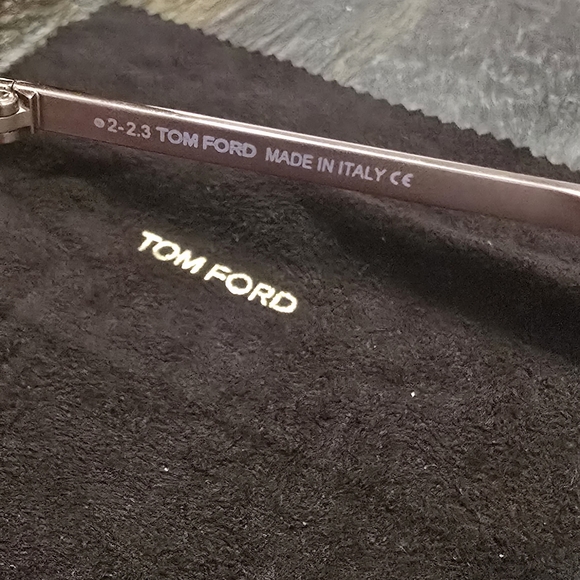 ●2-2.3 TOM FORD MADE IN ITALY CE
TOM FORD